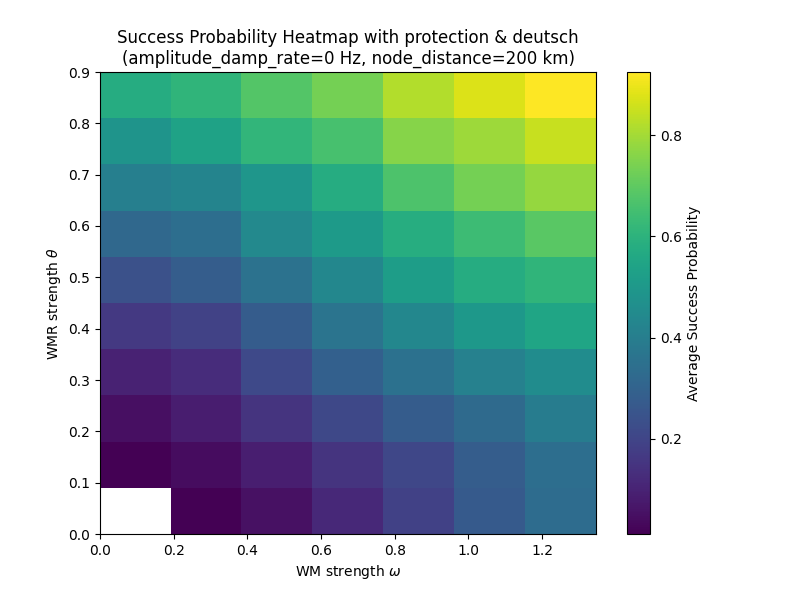 Success Probability Heatmap with protection & deutsch
(amplitude_damp_rate=0 Hz, node_distance=200 km)
0.9
0.8
0.7
0.6
0.5
0.4
0.3
0.2
0.1
0.0
WMR strength θ
0.0 0.2 0.4 0.6 0.8 1.0 1.2
WM strength ω
0.8
0.6
0.4
0.2
Average Success Probability